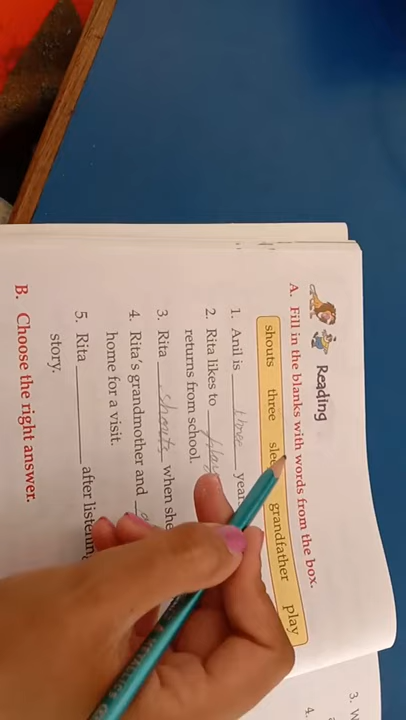 Reading
A. Fill in the blanks with words from the box.
shouts three slee grandfather play
1. Anil is three year
2. Rita likes to play
returns from school.
3. Rita shouts when she
4. Rita's grandmother and g
home for a visit.
5. Rita after listening
story.
B. Choose the right answer.
3. W
4.